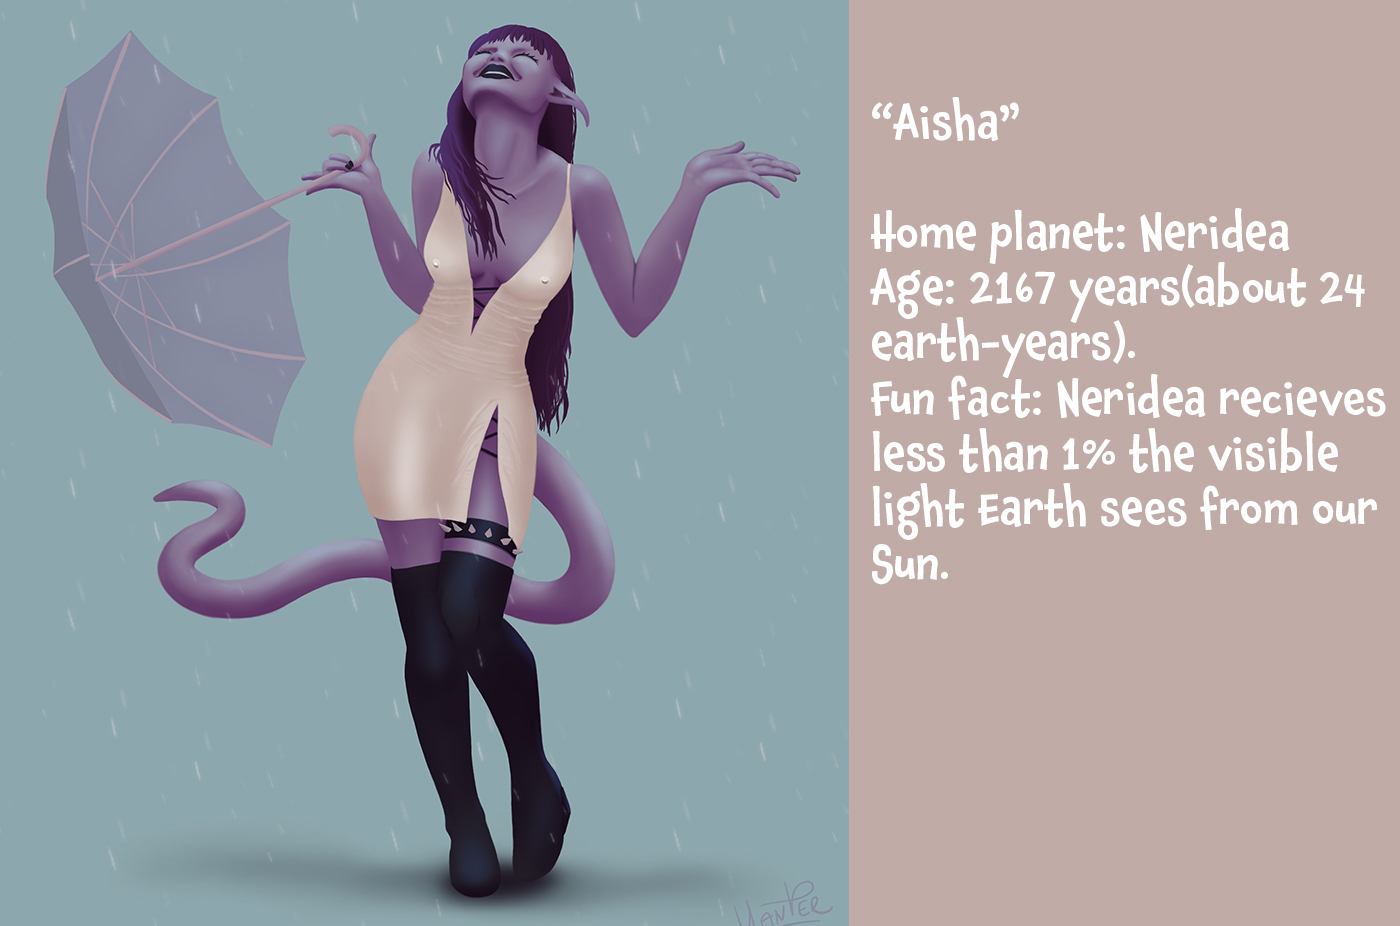 “Aisha”
Home planet: Neridea
Age: 2167 years(about 24
earth-years).
Fun fact: Neridea recieves
less than 1% the visible
light Earth sees from our
Sun.